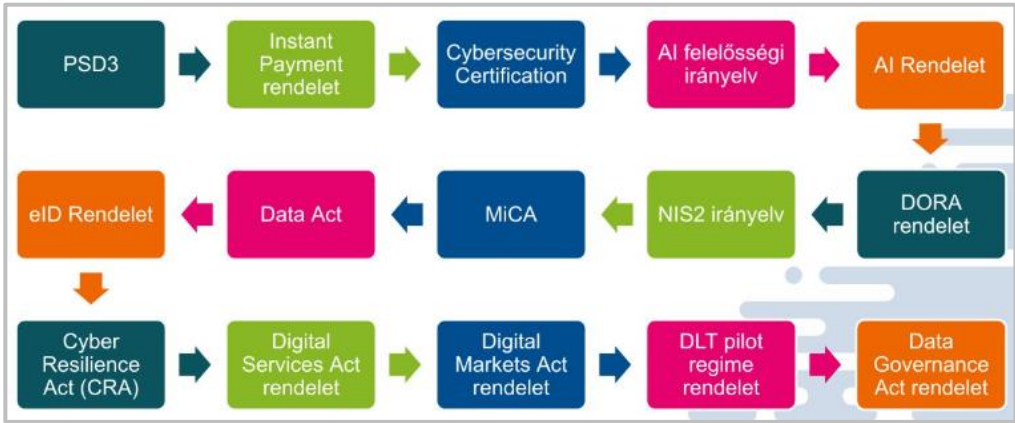 PSD3
Instant
Payment
rendelet
Cybersecurity
Certification
AI felelősségi
irányelv
AI Rendelet
DORA
rendelet
NIS2 irányelv
MiCA
Data Act
eID Rendelet
Cyber
Resilience
Act (CRA)
Digital
Services Act
rendelet
Digital
Markets Act
rendelet
DLT pilot
regime
rendelet
Data
Governance
Act rendelet